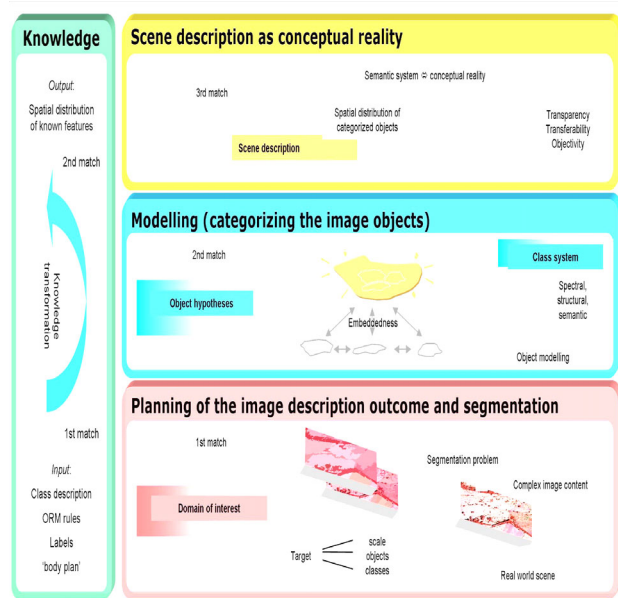 Knowledge
Output:
Spatial distribution
of known features
2nd match
Knowledge
transformation
1st match
Input:
Class description
ORM rules
Labels
'body plan'
Scene description as conceptual reality
Semantic system ⇔ conceptual reality
3rd match
Spatial distribution of
categorized objects
Transparency
Transferability
Objectivity
Scene description
Modelling (categorizing the image objects)
2nd match
Class system
Object hypotheses
Spectral,
structural,
semantic
Embeddedness
Object modelling
Planning of the image description outcome and segmentation
1st match
Segmentation problem
Complex image content
Domain of interest
Target
scale
objects
classes
Real world scene